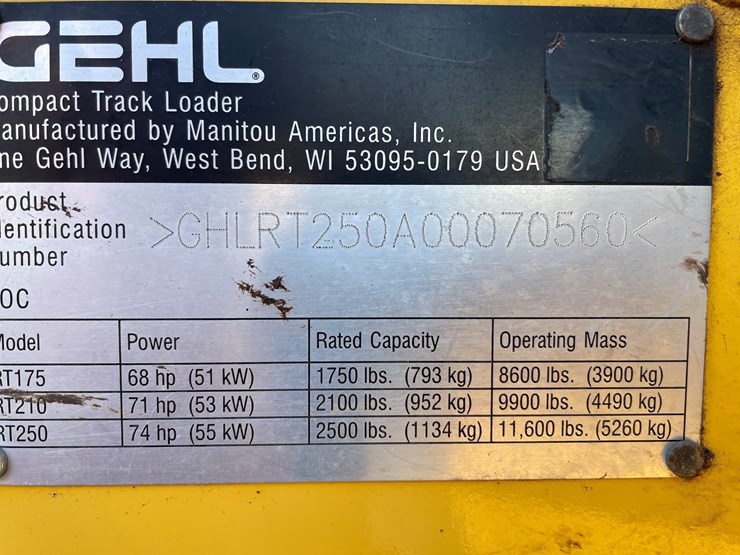 GEHL®
ompact Track Loader
anufactured by Manitou Americas, Inc.
ne Gehl Way, West Bend, WI 53095-0179 USA
roduct
dentification
umber
>GHLRT250A00070560<
OC
Model Power Rated Capacity Operating Mass
RT175 68 hp (51 kW) 1750 lbs. (793 kg) 8600 lbs. (3900 kg)
RT210 71 hp (53 kW) 2100 lbs. (952 kg) 9900 lbs. (4490 kg)
RT250 74 hp (55 kW) 2500 lbs. (1134 kg) 11,600 lbs. (5260 kg)